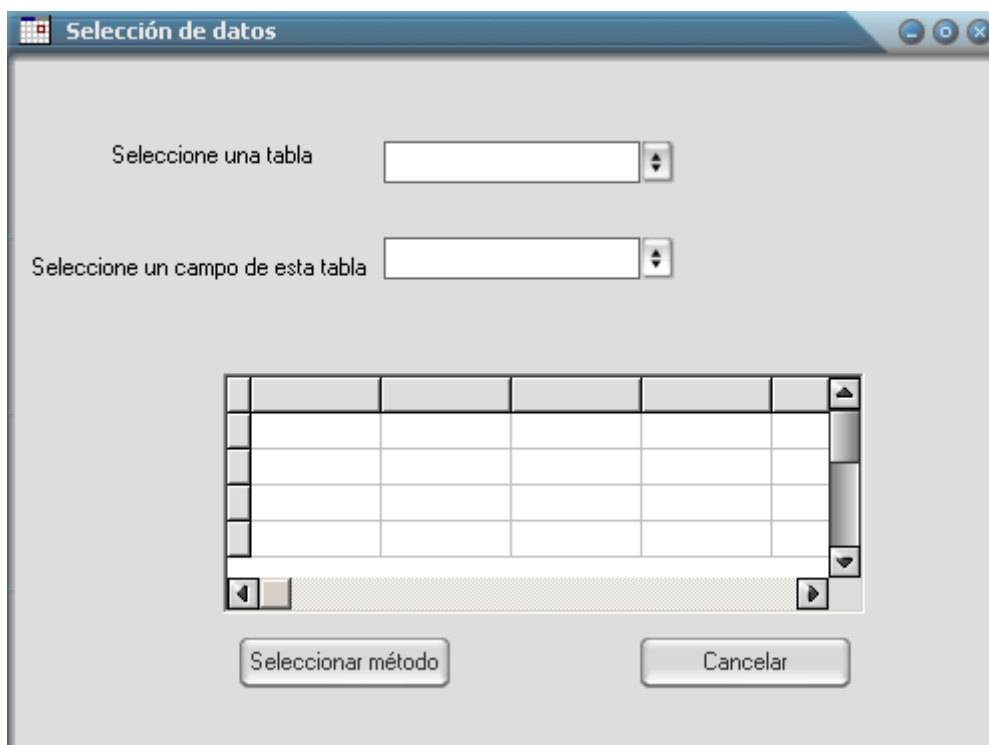 Selección de datos
Seleccione una tabla
Seleccione un campo de esta tabla
Seleccionar método
Cancelar